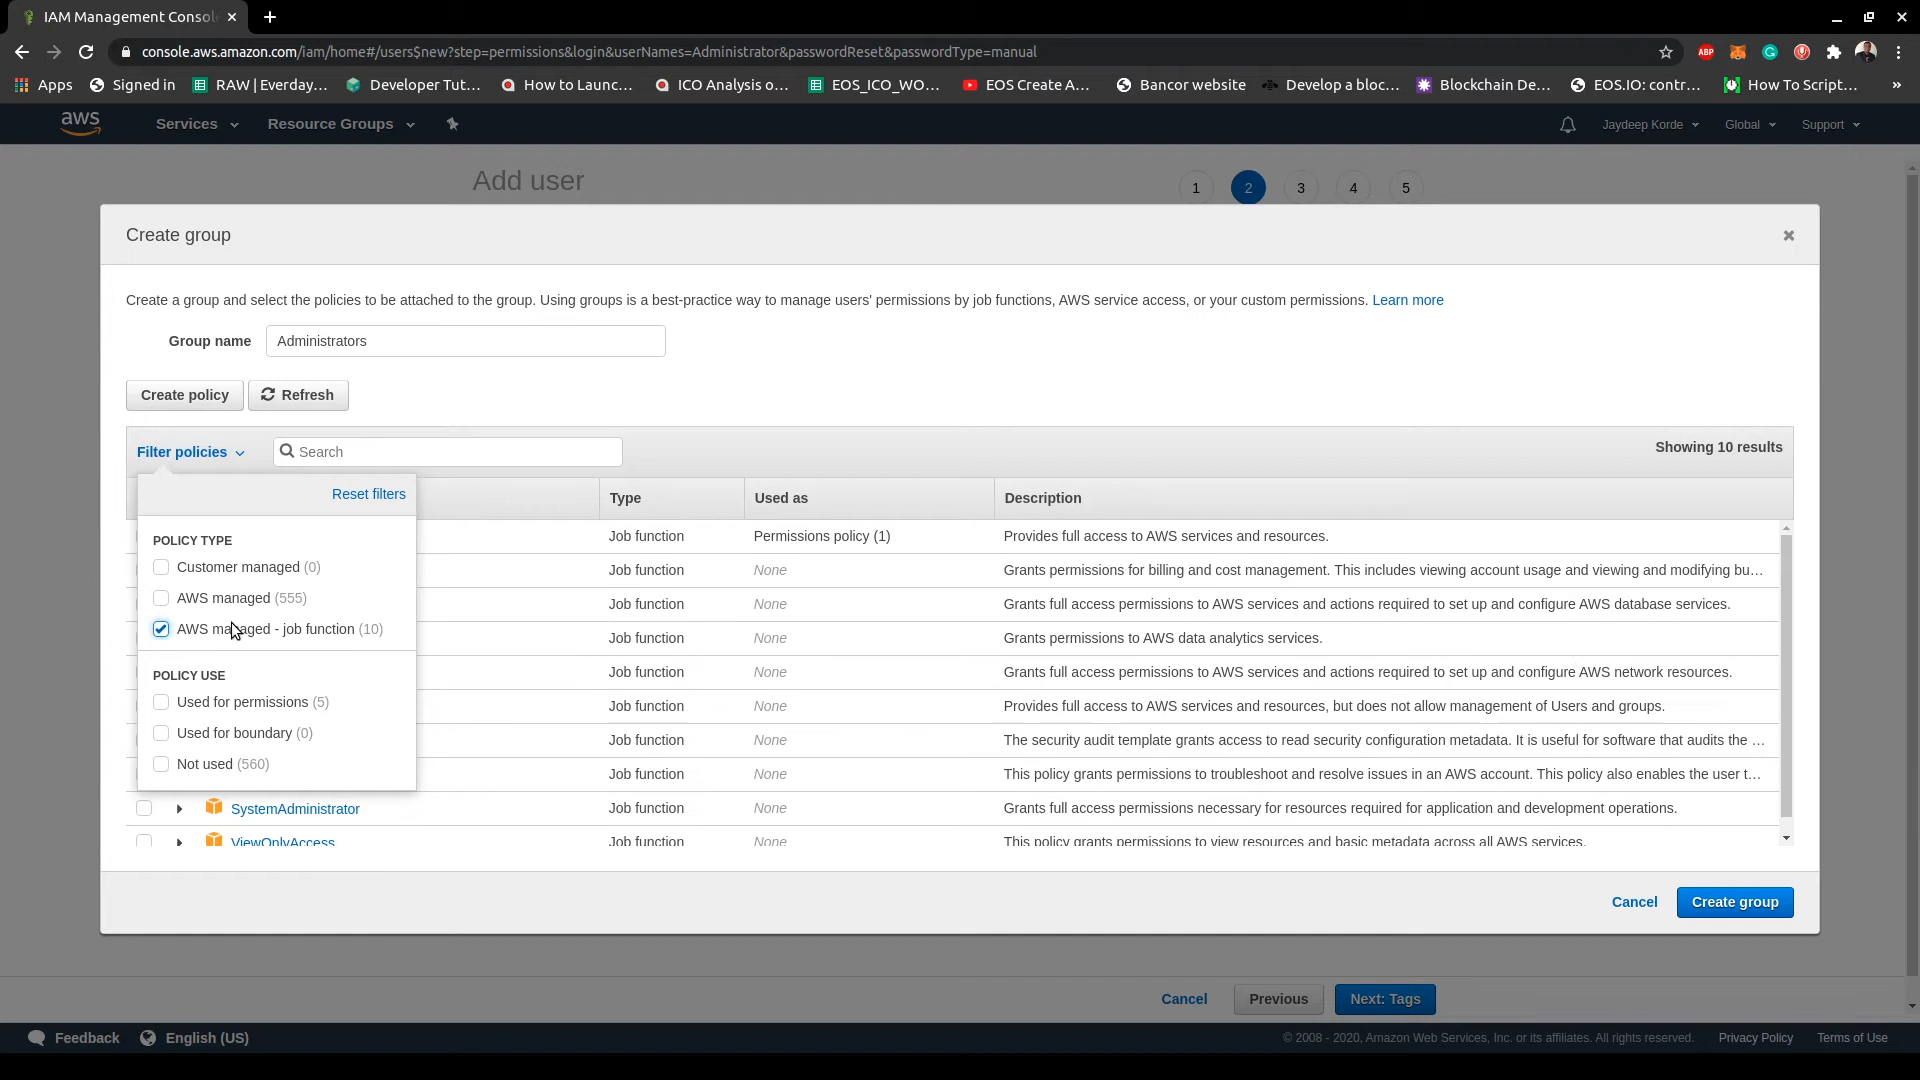 IAM Management Conso
console.aws.amazon.com/iam/home#/users$new?step=permissions&login&userNames=Administrator&passwordReset&passwordType=manual
ABP
Apps Signed in RAW | Everday... Developer Tut... How to Launc... ICO Analysis o... EOS_ICO_WO... EOS Create A... Bancor website Develop a bloc... Blockchain De... EOS.IO: contr... How To Script... »
aws Services Resource Groups Jaydeep Korde Global Support
Add user 1 2 3 4 5
Create group
Create a group and select the policies to be attached to the group. Using groups is a best-practice way to manage users' permissions by job functions, AWS service access, or your custom permissions. Learn more
Group name Administrators
Create policy Refresh
Filter policies Search Showing 10 results
Reset filters
Type Used as Description
POLICY TYPE
Customer managed (0)
AWS managed (555)
AWS managed - job function (10)
POLICY USE
Used for permissions (5)
Used for boundary (0)
Not used (560)
Job function Permissions policy (1) Provides full access to AWS services and resources.
Job function None Grants permissions for billing and cost management. This includes viewing account usage and viewing and modifying bu...
Job function None Grants full access permissions to AWS services and actions required to set up and configure AWS database services.
Job function None Grants permissions to AWS data analytics services.
Job function None Grants full access permissions to AWS services and actions required to set up and configure AWS network resources.
Job function None Provides full access to AWS services and resources, but does not allow management of Users and groups.
Job function None The security audit template grants access to read security configuration metadata. It is useful for software that audits the ...
Job function None This policy grants permissions to troubleshoot and resolve issues in an AWS account. This policy also enables the user t...
SystemAdministrator Job function None Grants full access permissions necessary for resources required for application and development operations.
ViewOnlyAccess Job function None This policy grants permissions to view resources and basic metadata across all AWS services.
Cancel Create group
Cancel Previous Next: Tags
Feedback English (US) © 2008 - 2020, Amazon Web Services, Inc. or its affiliates. All rights reserved. Privacy Policy Terms of Use